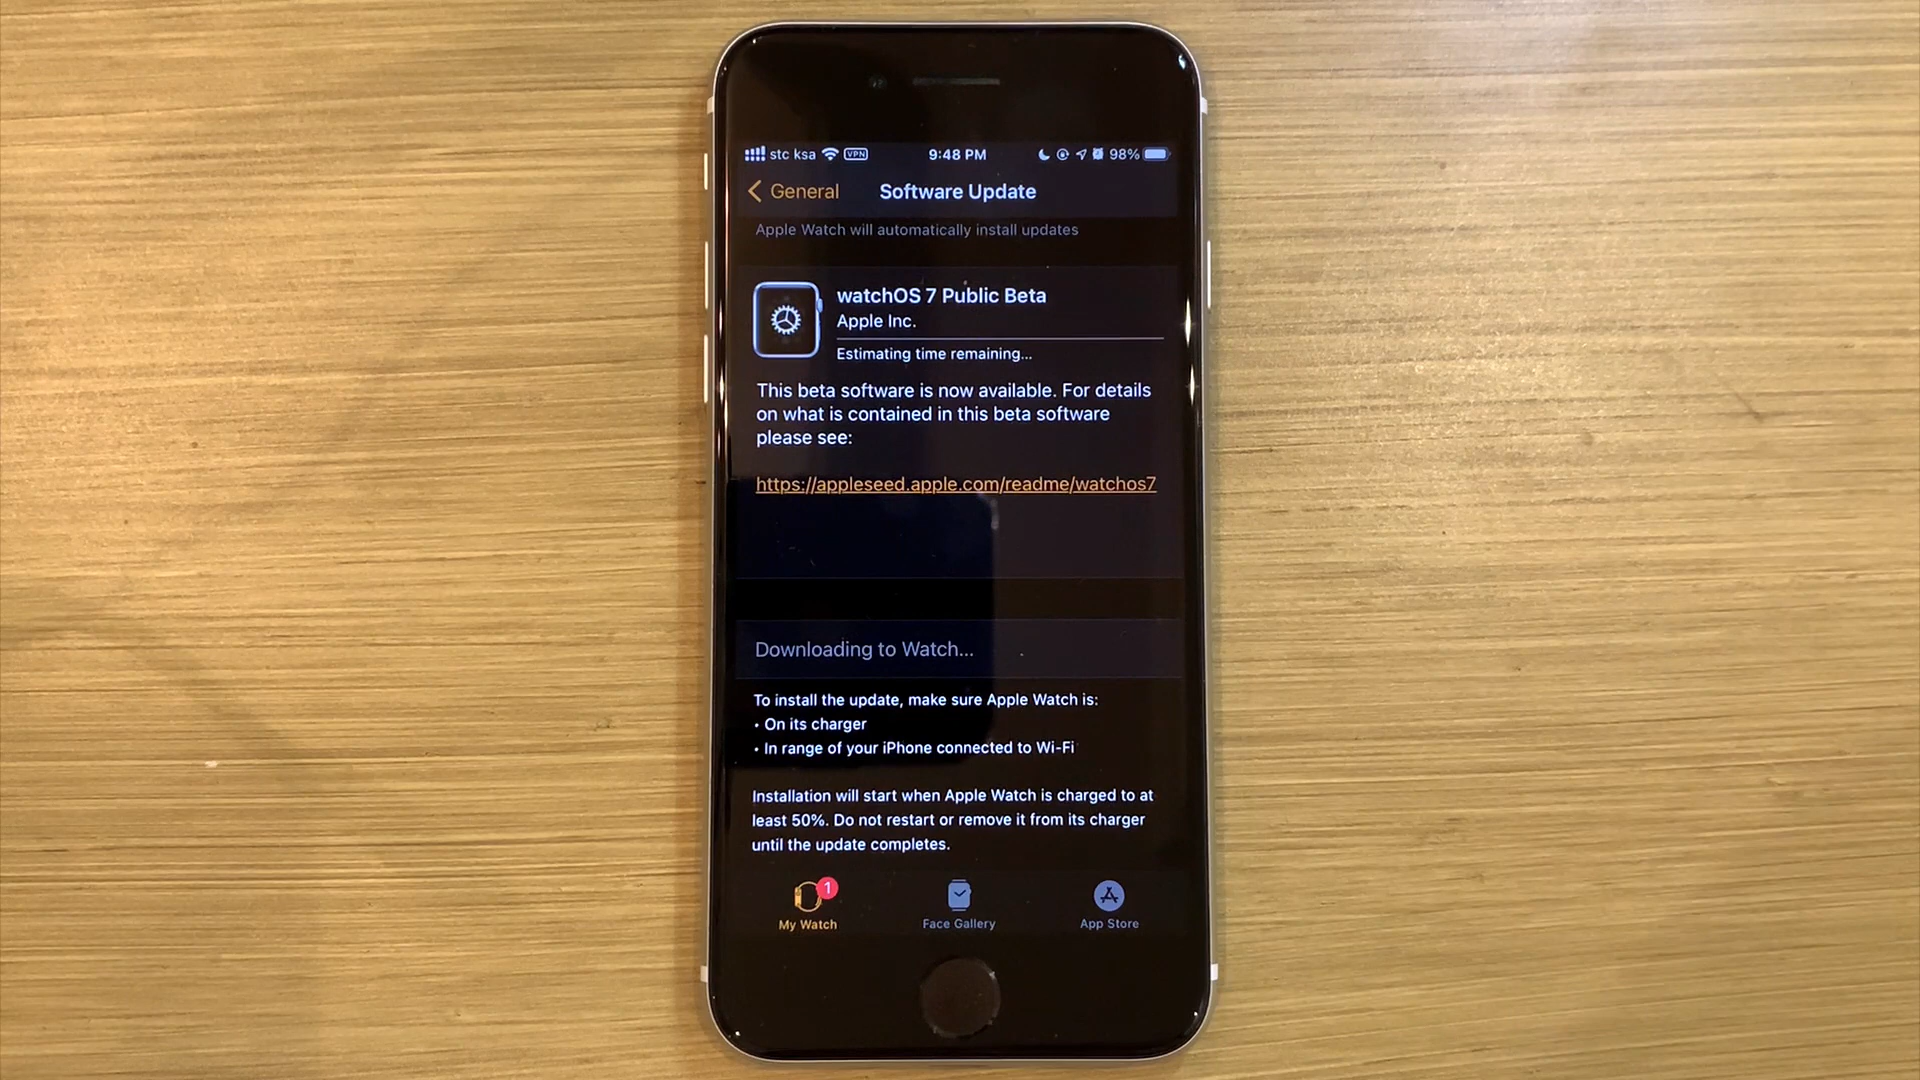 stc ksa VPN 9:48 PM 98%
General Software Update
Apple Watch will automatically install updates
watchOS 7 Public Beta
Apple Inc.
Estimating time remaining...
This beta software is now available. For details
on what is contained in this beta software
please see:
https://appleseed.apple.com/readme/watchos7
Downloading to Watch...
To install the update, make sure Apple Watch is:
• On its charger
• In range of your iPhone connected to Wi-Fi
Installation will start when Apple Watch is charged to at
least 50%. Do not restart or remove it from its charger
until the update completes.
1
My Watch Face Gallery App Store